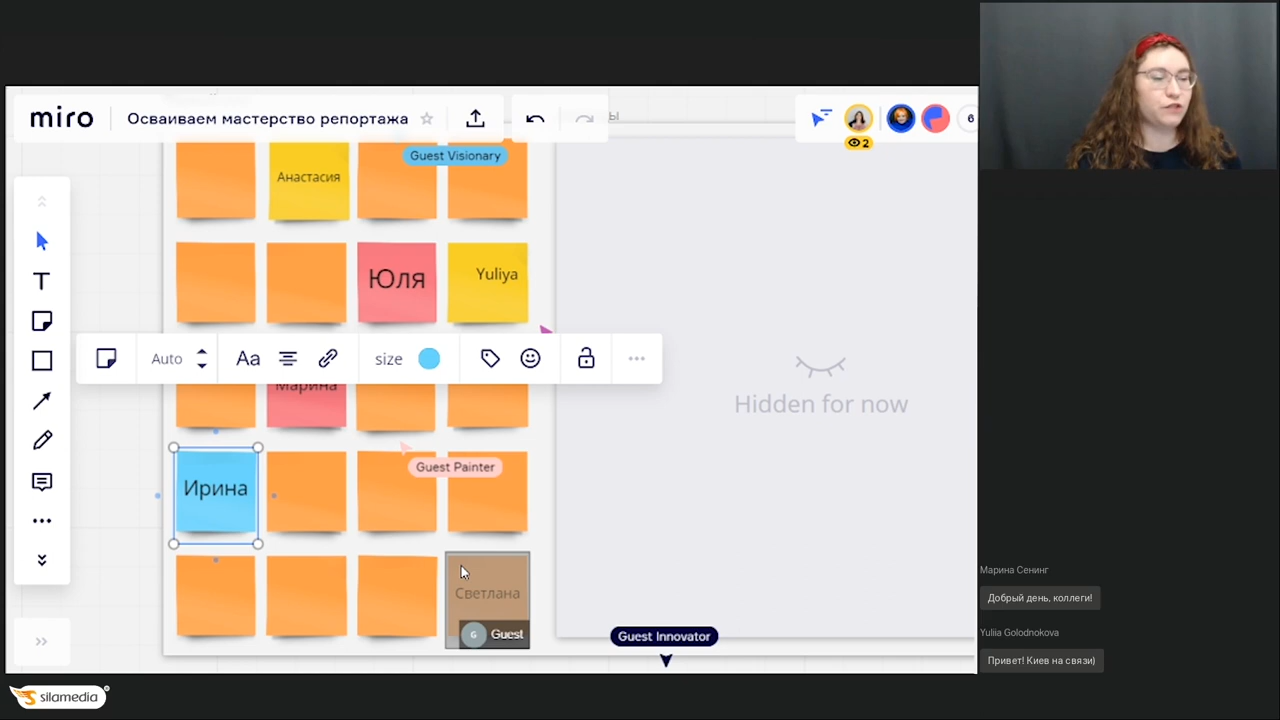 miro
Осваиваем мастерство репортажа
ы
2
6
Guest Visionary
Анастасия
Юля
Yuliya
Auto
Aa
size
Марина
Hidden for now
Guest Painter
Ирина
Светлана
G Guest
Guest Innovator
T
Марина Сенинг
Добрый день, коллеги!
Yuliia Golodnokova
Привет! Киев на связи)
silamedia